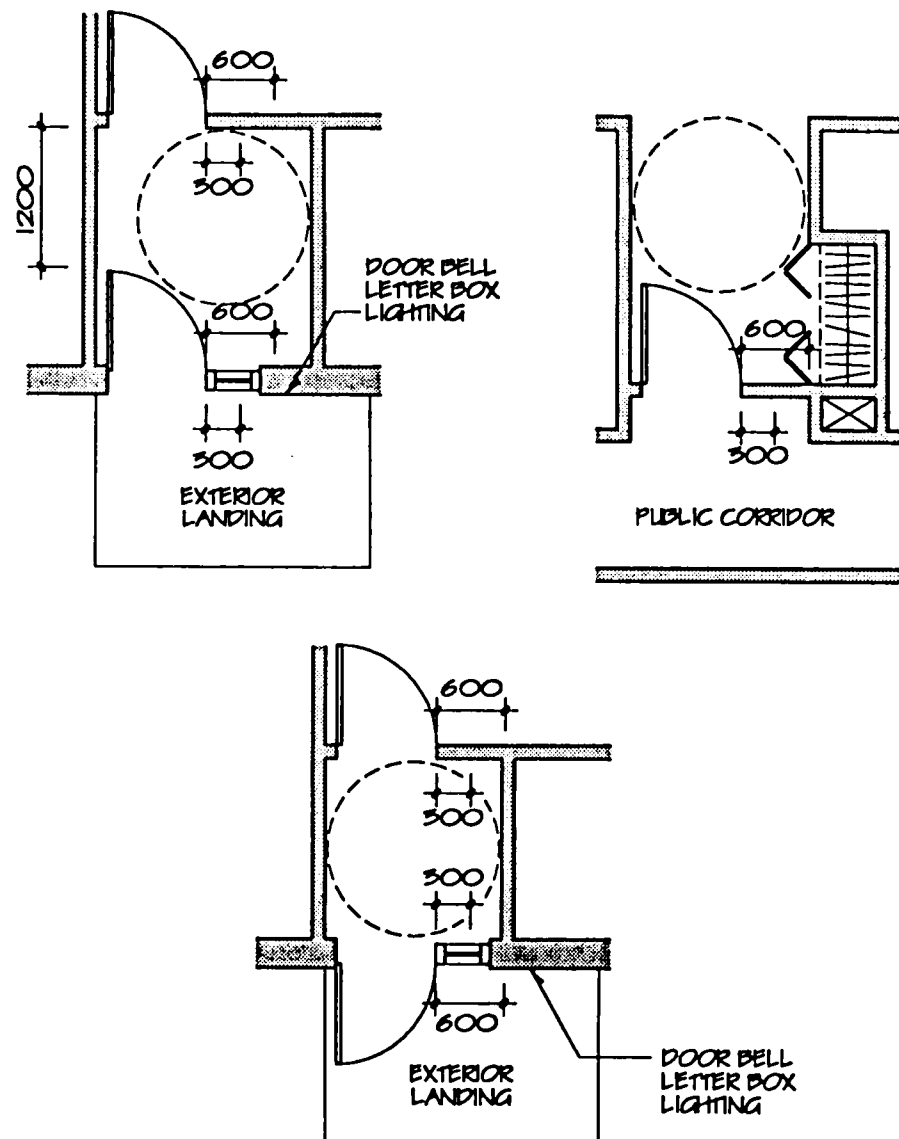 600
300
1200
DOOR BELL
LETTER BOX
LIGHTING
600
300
EXTERIOR
LANDING
600
300
PUBLIC CORRIDOR
600
300
300
600
EXTERIOR
LANDING
DOOR BELL
LETTER BOX
LIGHTING